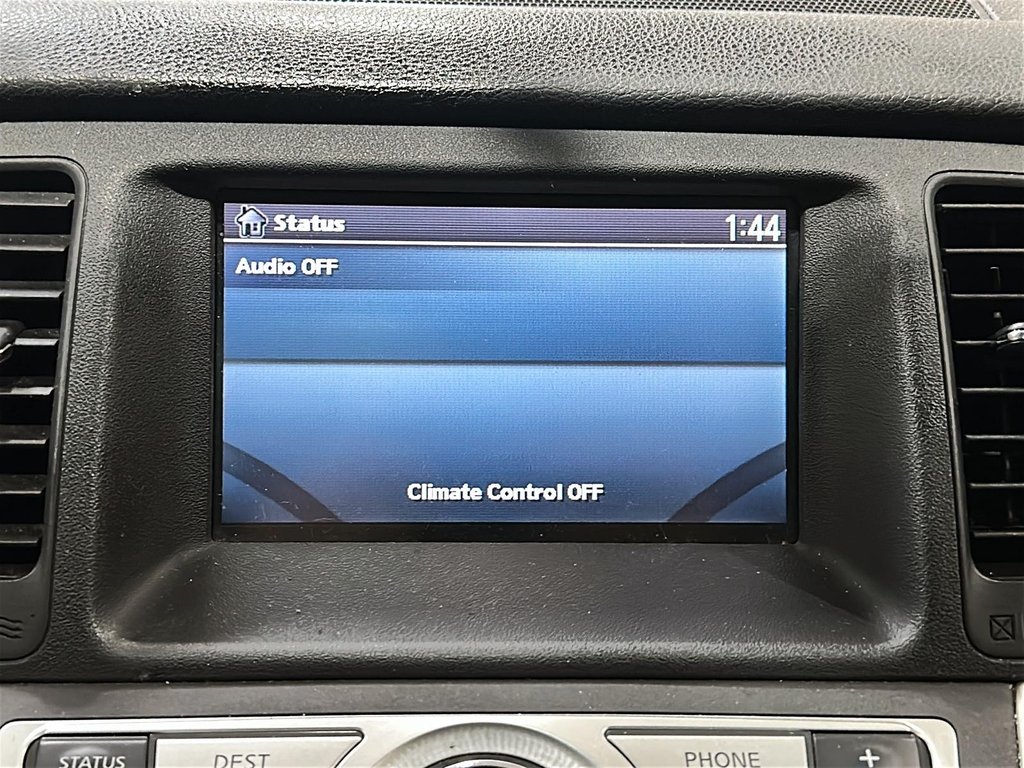 Status 1:44
Audio OFF
Climate Control OFF
STATUS DEST PHONE +